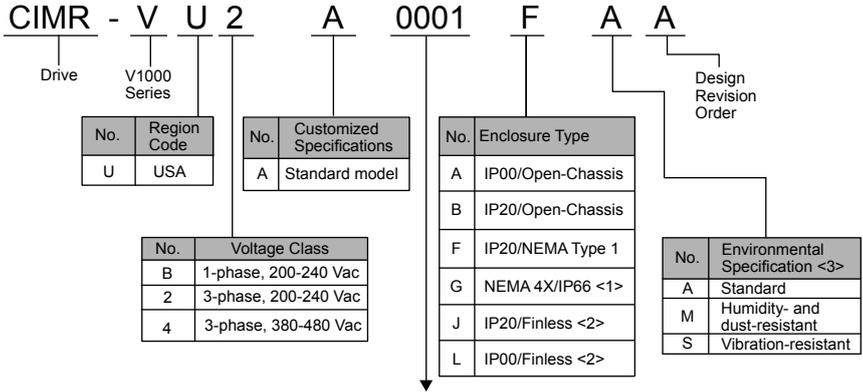 CIMR - V U 2 A 0001 F A A
Drive
V1000
Series
Design
Revision
Order
No. Region
Code
U USA
No. Customized
Specifications
A Standard model
No. Enclosure Type
A IP00/Open-Chassis
B IP20/Open-Chassis
F IP20/NEMA Type 1
G NEMA 4X/IP66 <1>
J IP20/Finless <2>
L IP00/Finless <2>
No. Voltage Class
B 1-phase, 200-240 Vac
2 3-phase, 200-240 Vac
4 3-phase, 380-480 Vac
No. Environmental
Specification <3>
A Standard
M Humidity- and
dust-resistant
S Vibration-resistant